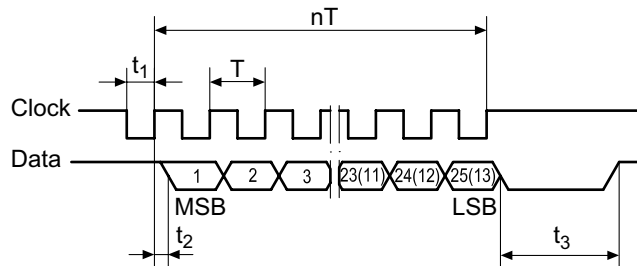 nT
t1 T
Clock
Data
1 2 3 23(11) 24(12) 25(13)
MSB LSB
t2 t3